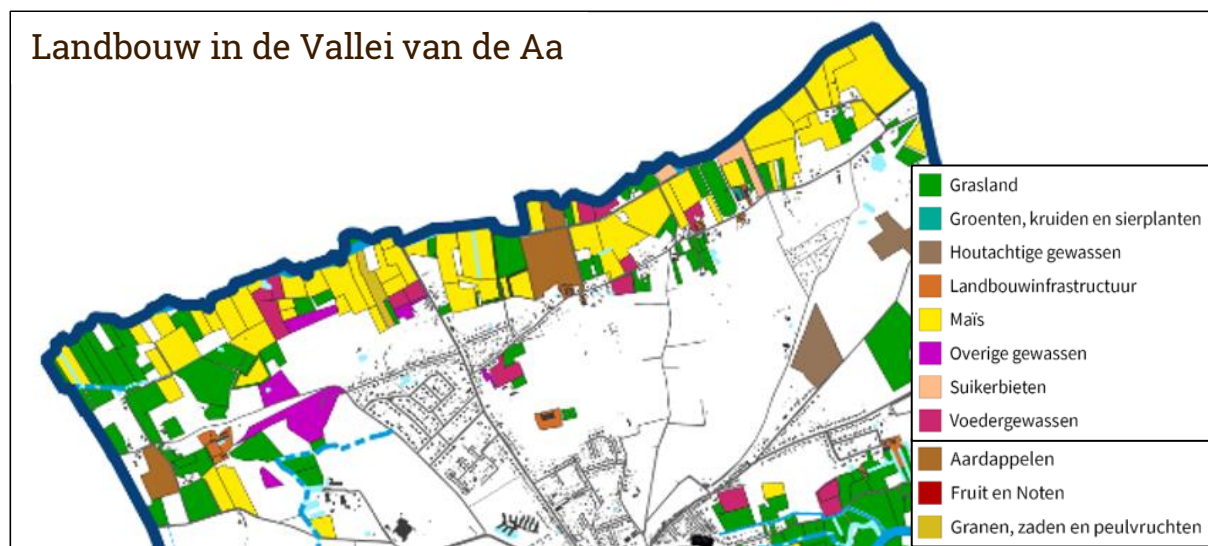 Landbouw in de Vallei van de Aa
Grasland
Groenten, kruiden en sierplanten
Houtachtige gewassen
Landbouwinfrastructuur
Maïs
Overige gewassen
Suikerbieten
Voedergewassen
Aardappelen
Fruit en Noten
Granen, zaden en peulvruchten